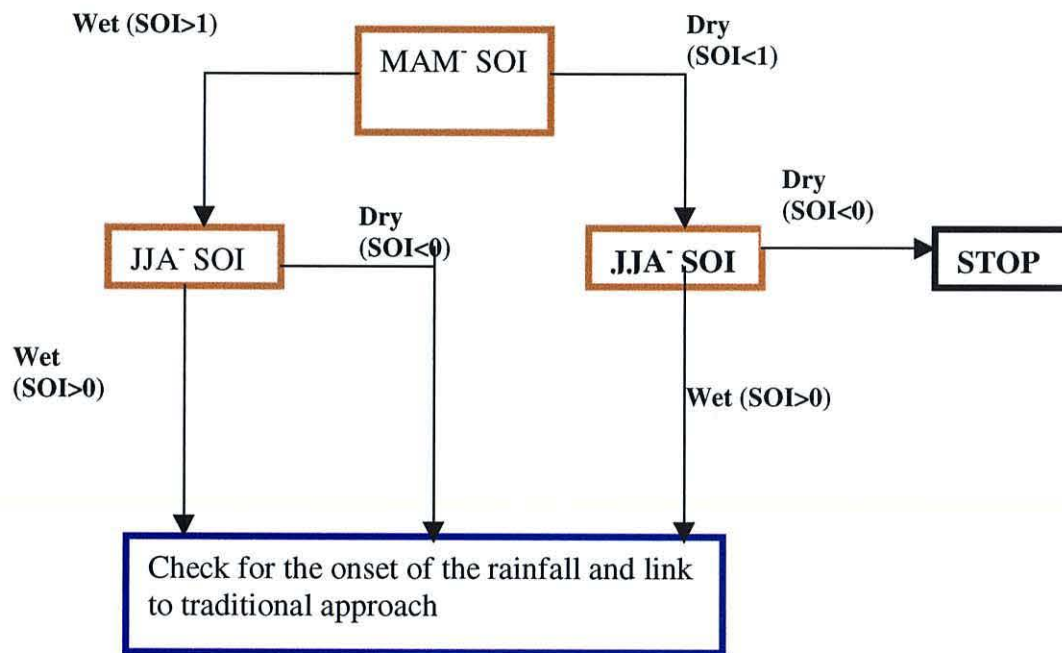 Wet (SOI>1)
MAM⁻ SOI
Dry
(SOI<1)
JJA⁻ SOI
Dry
(SOI<0)
JJA⁻ SOI
Dry
(SOI<0)
STOP
Wet
(SOI>0)
Wet (SOI>0)
Check for the onset of the rainfall and link
to traditional approach